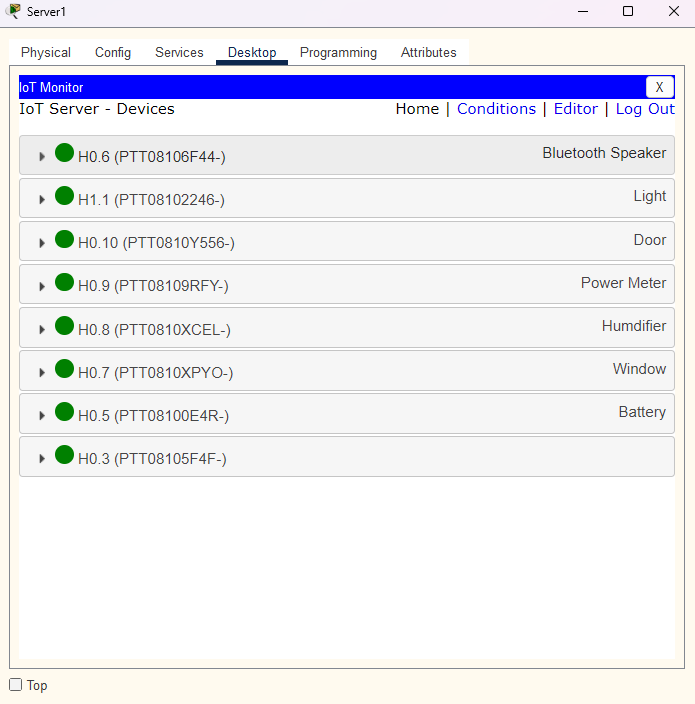 Server1
Physical Config Services Desktop Programming Attributes
IoT Monitor X
IoT Server - Devices Home | Conditions | Editor | Log Out
H0.6 (PTT08106F44-) Bluetooth Speaker
H1.1 (PTT08102246-) Light
H0.10 (PTT0810Y556-) Door
H0.9 (PTT08109RFY-) Power Meter
H0.8 (PTT0810XCEL-) Humdifier
H0.7 (PTT0810XPYO-) Window
H0.5 (PTT08100E4R-) Battery
H0.3 (PTT08105F4F-)
Top